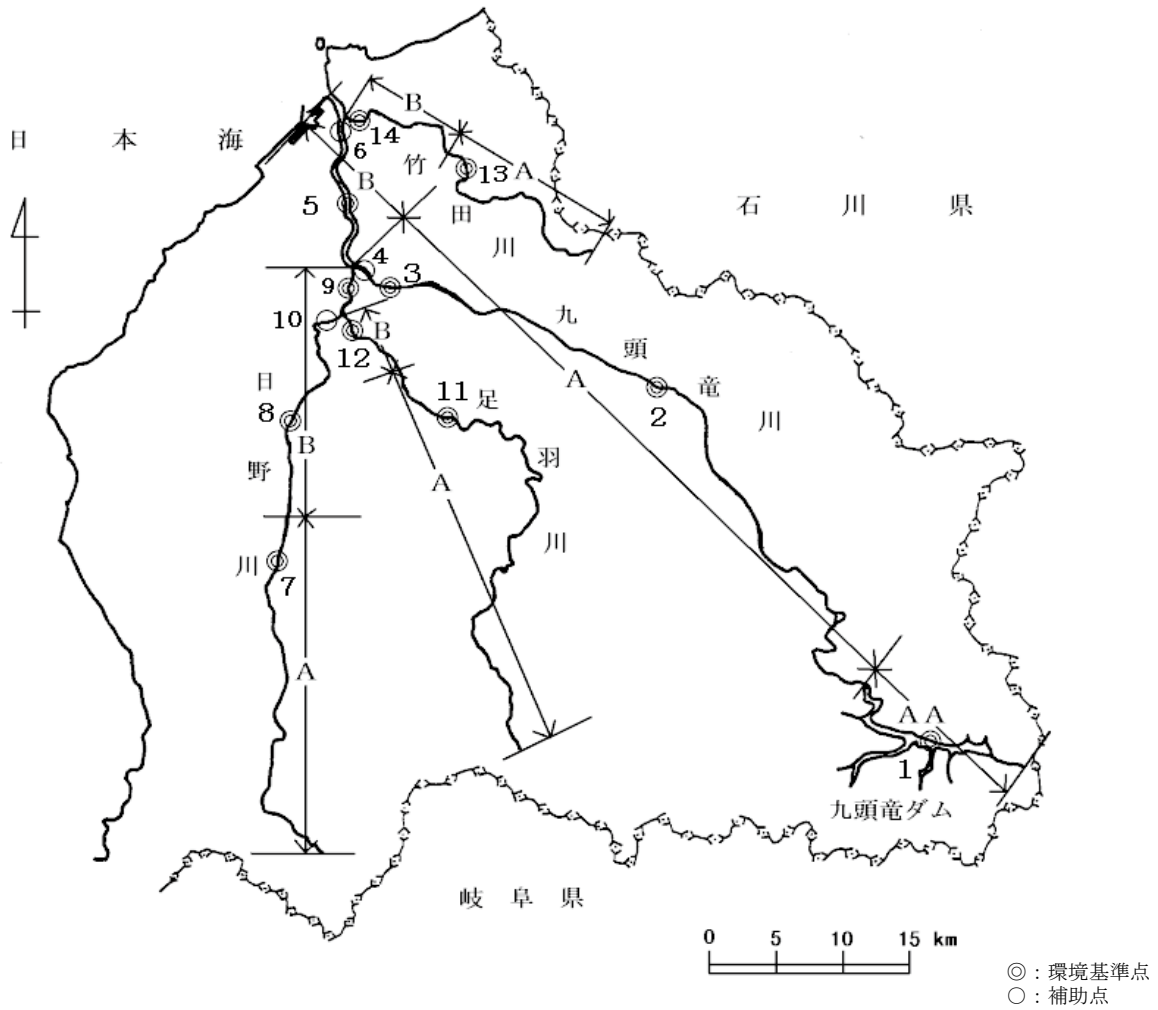 日本海
石川県
岐阜県
竹田川
九頭竜川
日野川
足羽川
九頭竜ダム
B
A
B
A
AA
B
A
B
A
1
2
3
4
5
6
7
8
9
10
11
12
13
14
0 5 10 15 km
◎：環境基準点
○：補助点